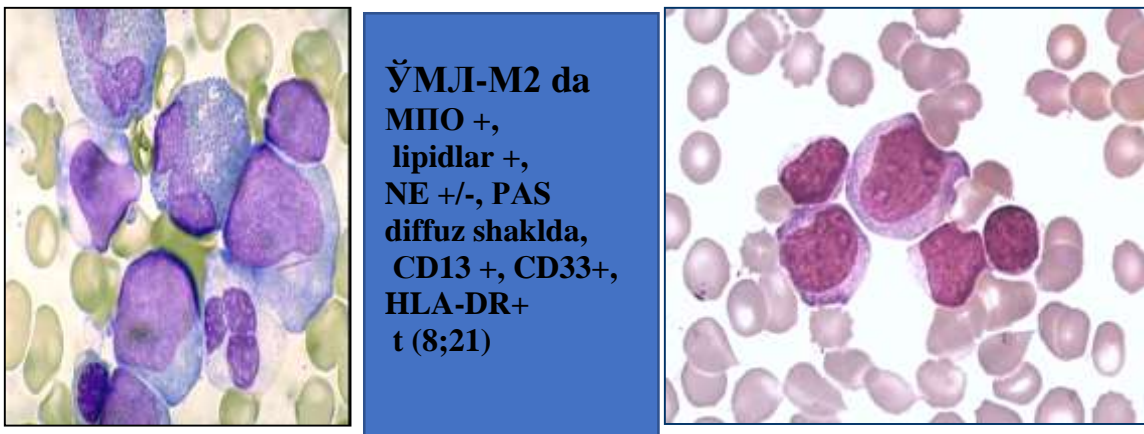 ЎМЛ-М2 da
МПО +,
lipidlar +,
NE +/-, PAS
diffuz shaklda,
CD13 +, CD33+,
HLA-DR+
t (8;21)